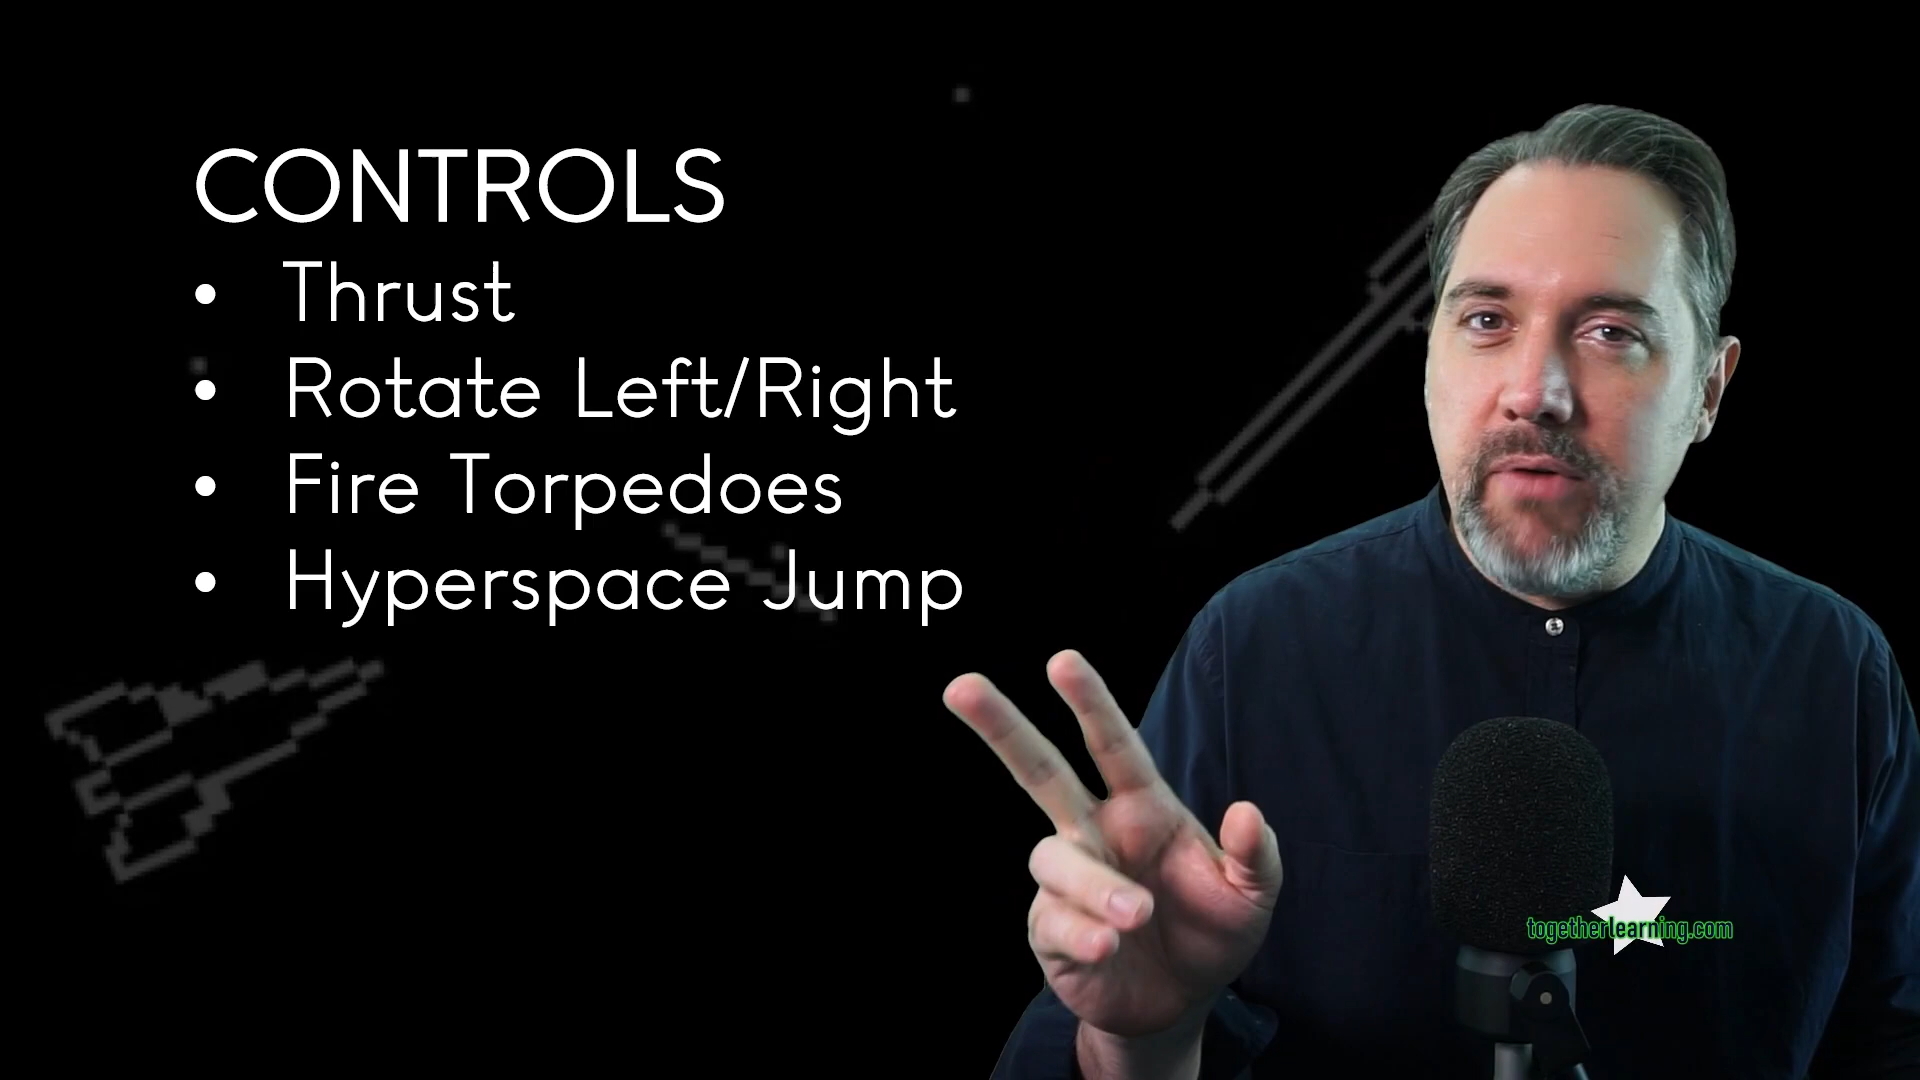 CONTROLS
• Thrust
• Rotate Left/Right
• Fire Torpedoes
• Hyperspace Jump
togetherlearning.com